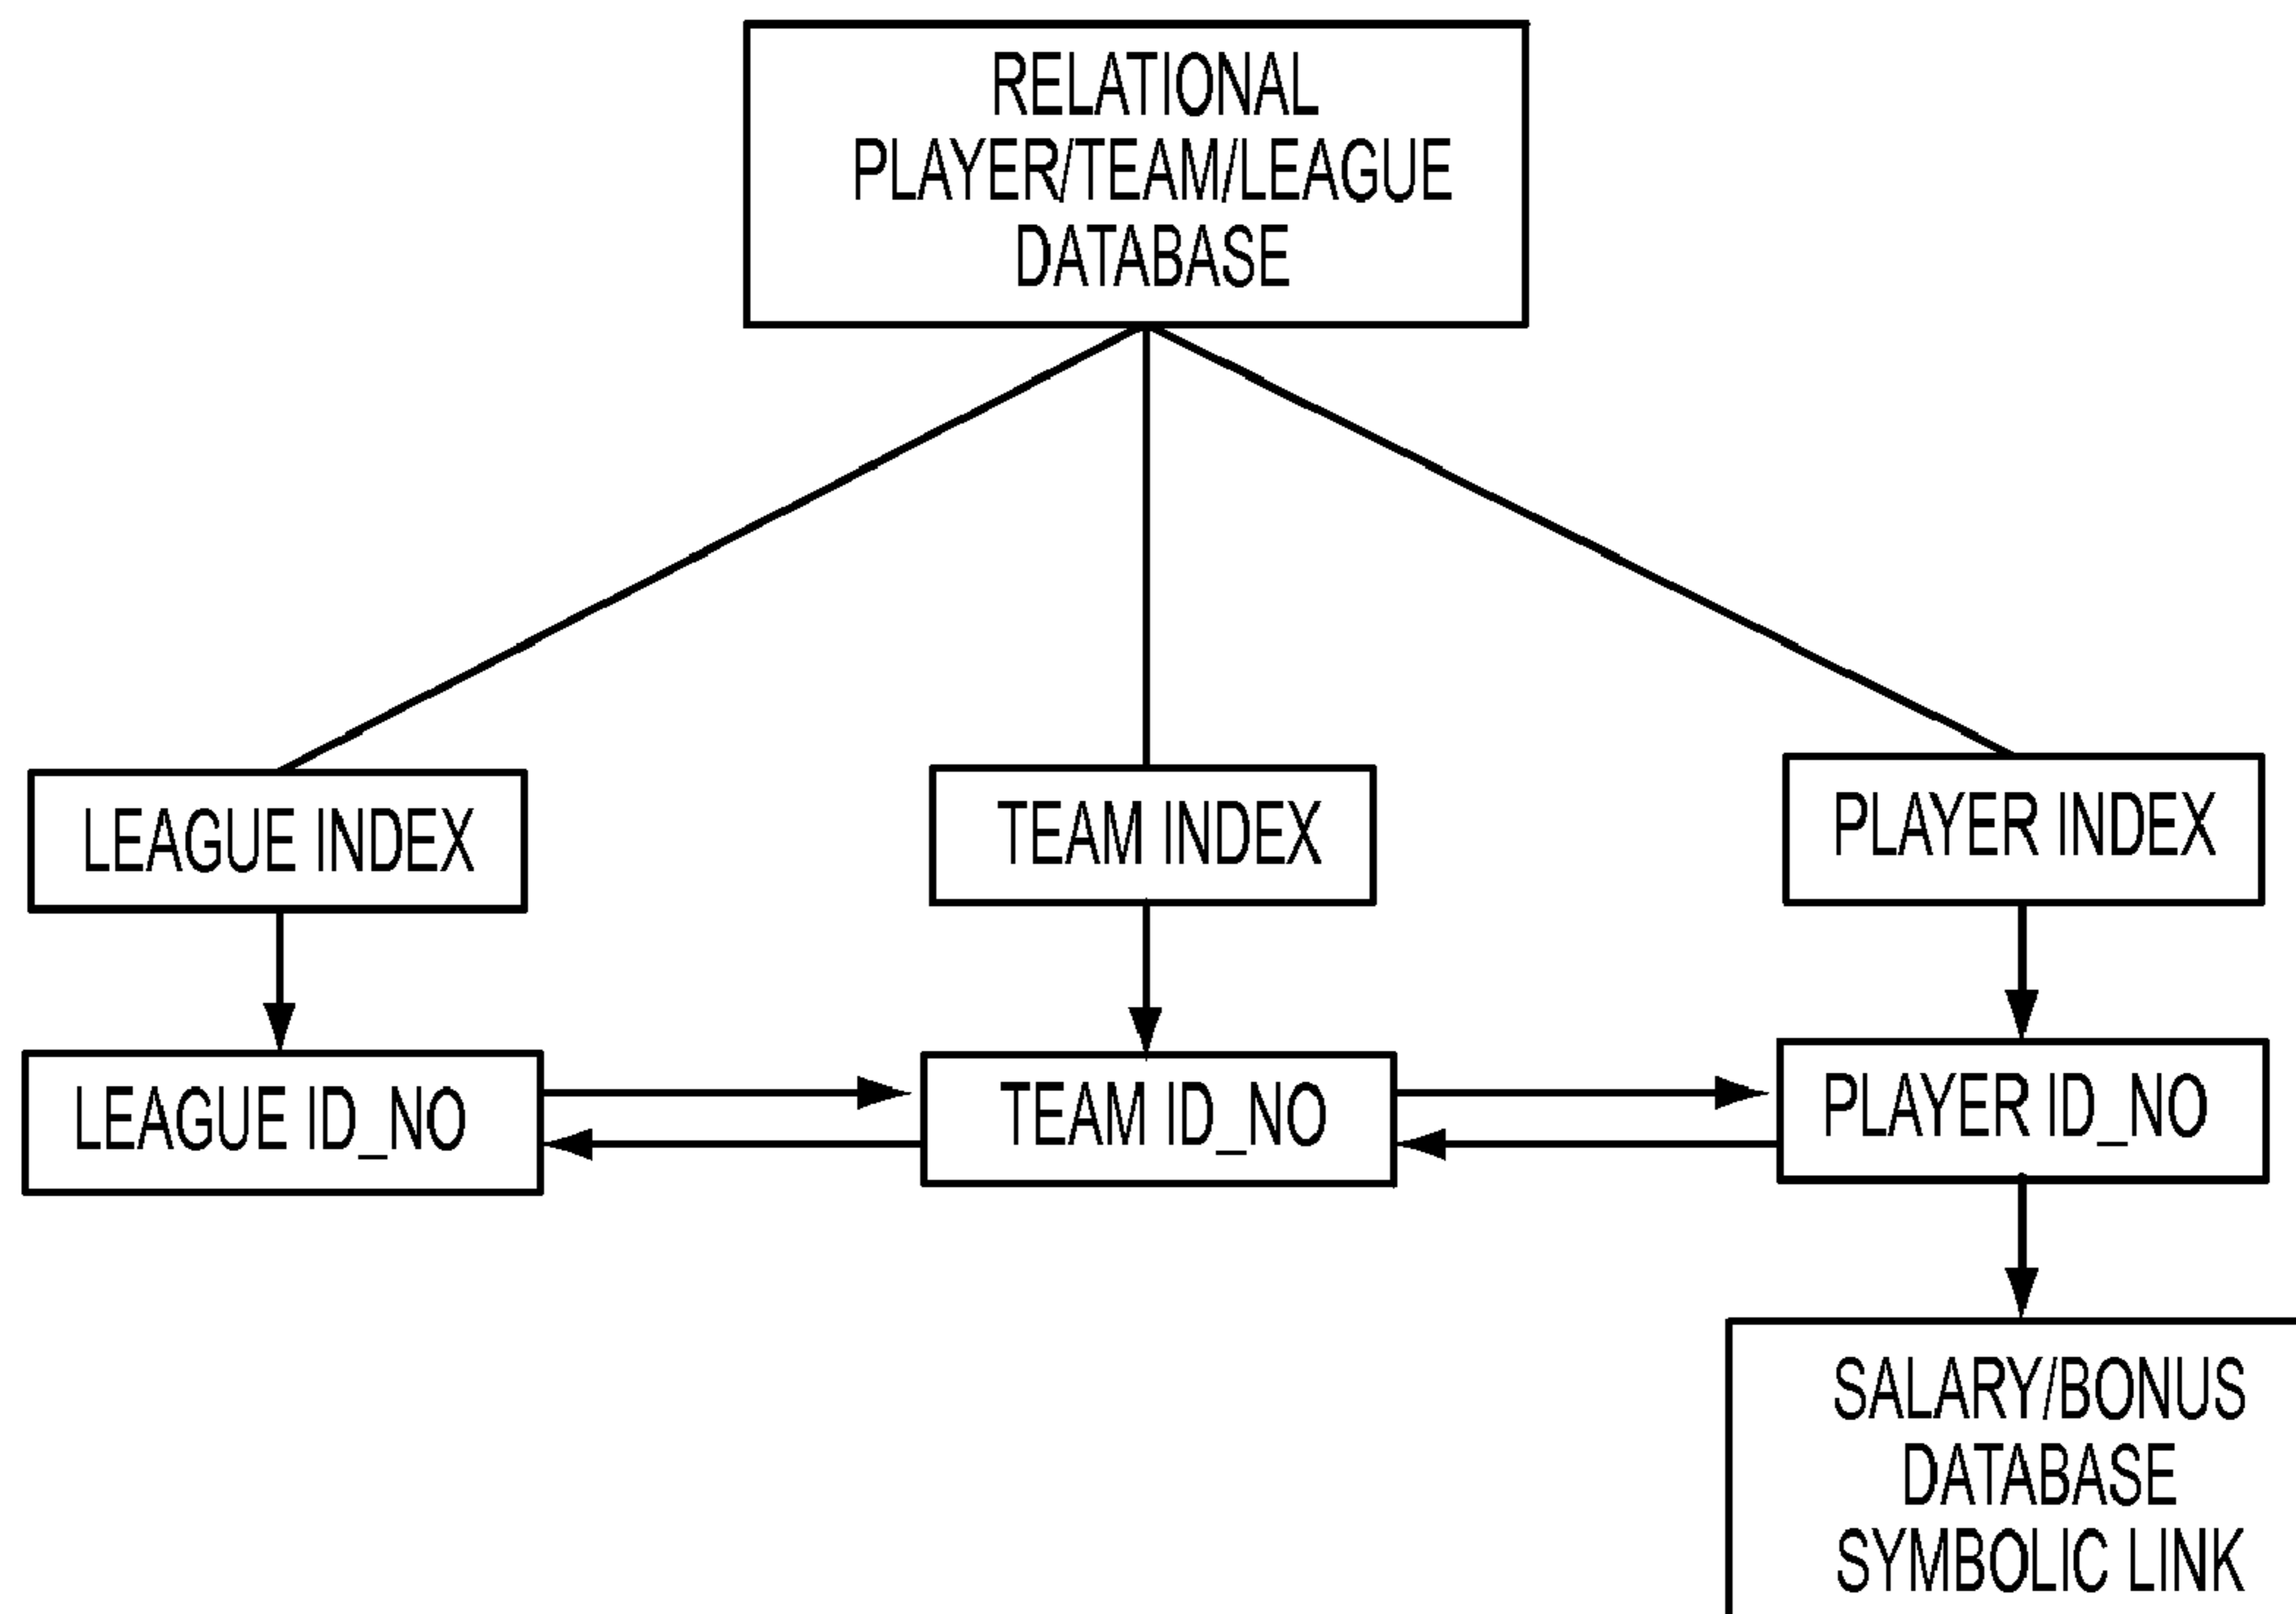 RELATIONAL
PLAYER/TEAM/LEAGUE
DATABASE
LEAGUE INDEX
TEAM INDEX
PLAYER INDEX
LEAGUE ID_NO
TEAM ID_NO
PLAYER ID_NO
SALARY/BONUS
DATABASE
SYMBOLIC LINK